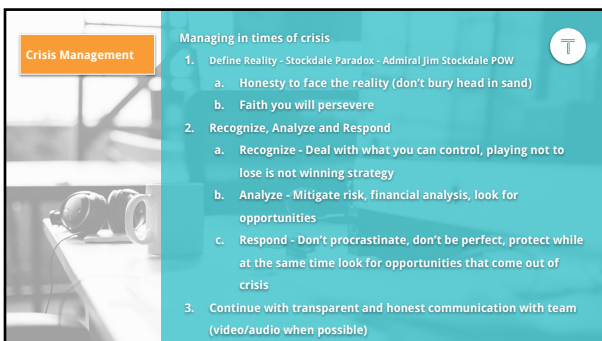 Crisis Management
Managing in times of crisis
1. Define Reality - Stockdale Paradox - Admiral Jim Stockdale POW
a. Honesty to face the reality (don't bury head in sand)
b. Faith you will persevere
2. Recognize, Analyze and Respond
a. Recognize - Deal with what you can control, playing not to
lose is not winning strategy
b. Analyze - Mitigate risk, financial analysis, look for
opportunities
c. Respond - Don't procrastinate, don't be perfect, protect while
at the same time look for opportunities that come out of
crisis
3. Continue with transparent and honest communication with team
(video/audio when possible)
T